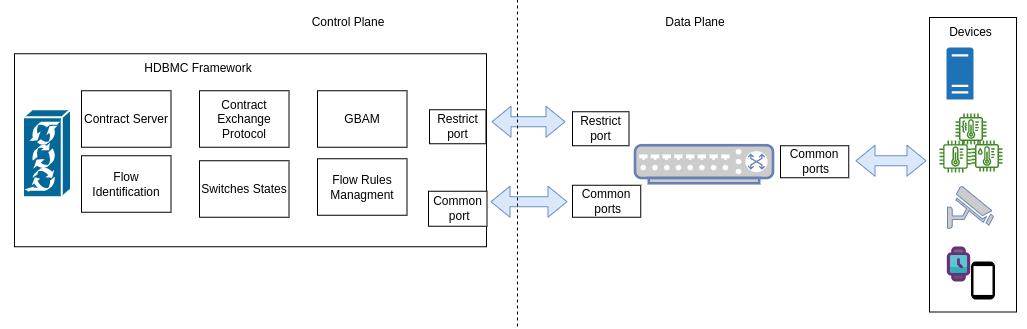 Control Plane
Data Plane
HDBMC Framework
Contract Server
Contract
Exchange
Protocol
GBAM
Restrict
port
Flow
Identification
Switches States
Flow Rules
Managment
Common
port
Restrict
port
Common
ports
Common
ports
Devices